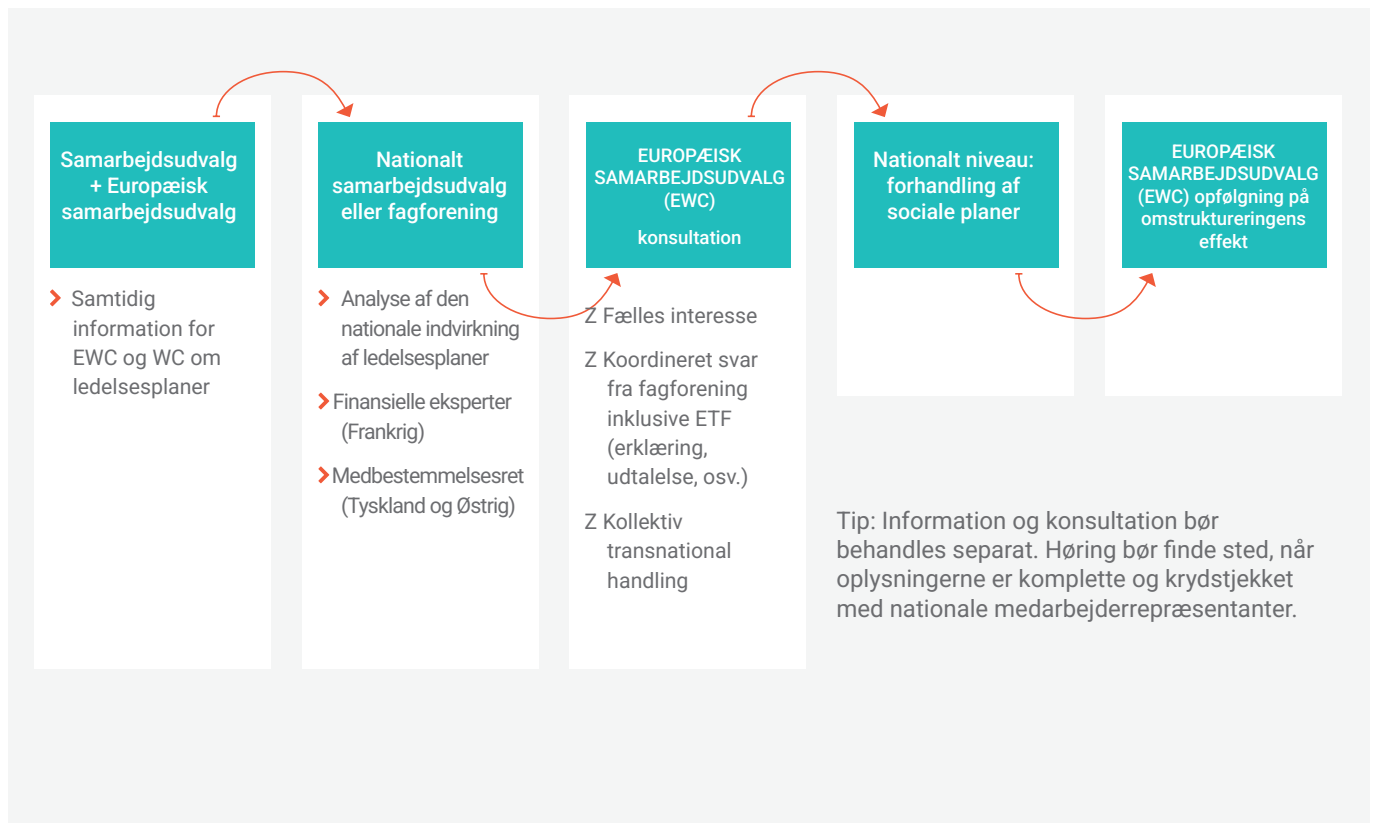 Samarbejdsudvalg
+ Europæisk
samarbejdsudvalg
Samtidig
information for
EWC og WC om
ledelsesplaner
Nationalt
samarbejdsudvalg
eller fagforening
Analyse af den
nationale indvirkning
af ledelsesplaner
Finansielle eksperter
(Frankrig)
Medbestemmelsesret
(Tyskland og Østrig)
EUROPÆISK
SAMARBEJDSUDVALG
(EWC)
konsultation
Z Fælles interesse
Z Koordineret svar
fra fagforening
inklusive ETF
(erklæring,
udtalelse, osv.)
Z Kollektiv
transnational
handling
Nationalt niveau:
forhandling af
sociale planer
EUROPÆISK
SAMARBEJDSUDVALG
(EWC) opfølgning på
omstruktureringens
effekt
Tip: Information og konsultation bør
behandles separat. Høring bør finde sted, når
oplysningerne er komplette og krydstjekket
med nationale medarbejderrepræsentanter.